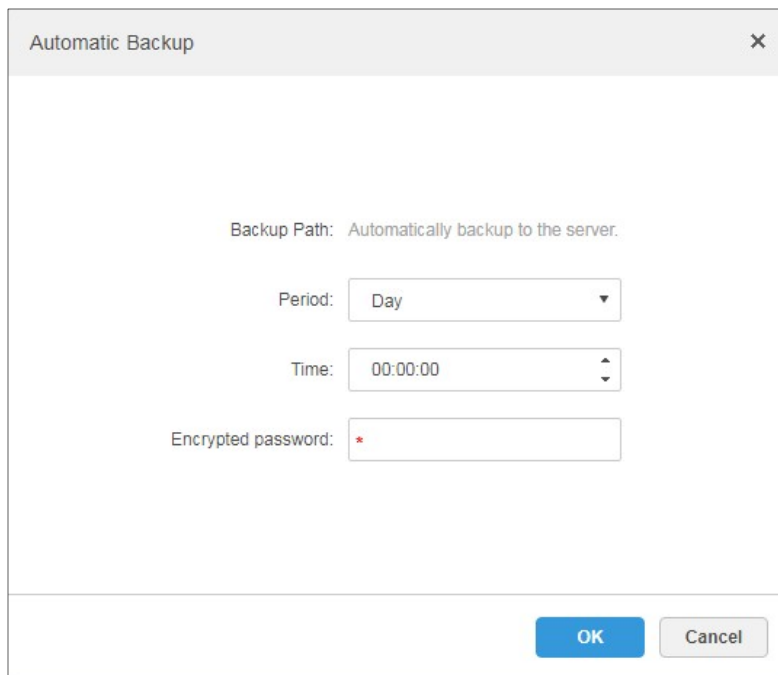 Automatic Backup
Backup Path: Automatically backup to the server.
Period: Day
Time: 00:00:00
Encrypted password: *
OK Cancel